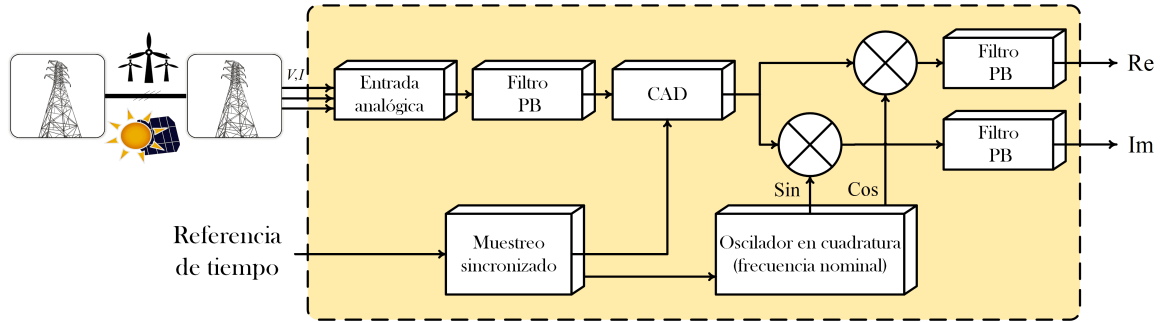 V,I
Entrada
analógica
Filtro
PB
CAD
Filtro
PB
Re
Filtro
PB
Im
Sin
Cos
Referencia
de tiempo
Muestreo
sincronizado
Oscilador en cuadratura
(frecuencia nominal)